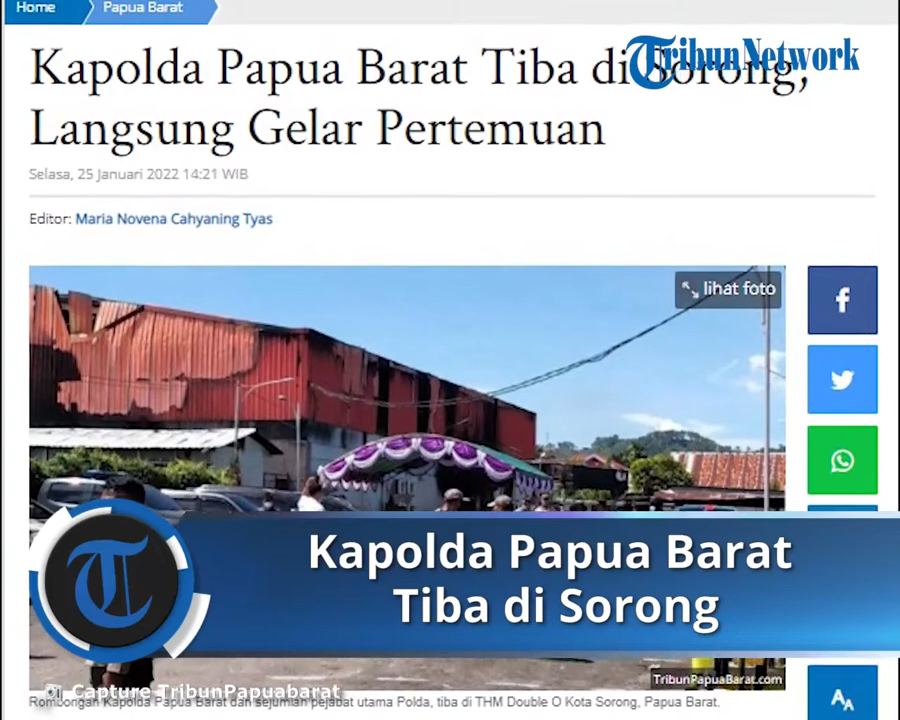 Home
Papua Barat
Kapolda Papua Barat Tiba di Sorong,
TribunNetwork
Langsung Gelar Pertemuan
Selasa, 25 Januari 2022 14:21 WIB
Editor: Maria Novena Cahyaning Tyas
lihat foto
Kapolda Papua Barat
Tiba di Sorong
TribunPapuaBarat.com
Capture TribunPapuabarat
Rombongan Kapolda Papua Barat dan sejumlah pejabat utama Polda, tiba di THM Double O Kota Sorong, Papua Barat.
AA